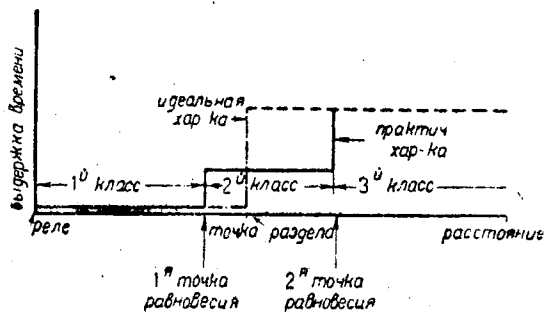 выдержка времени
идеальная
хар ка
практич
хар-ка
1й класс
2й класс
3й класс
реле
точка раздела
расстояние
1я точка
равновесия
2я точка
равновесия